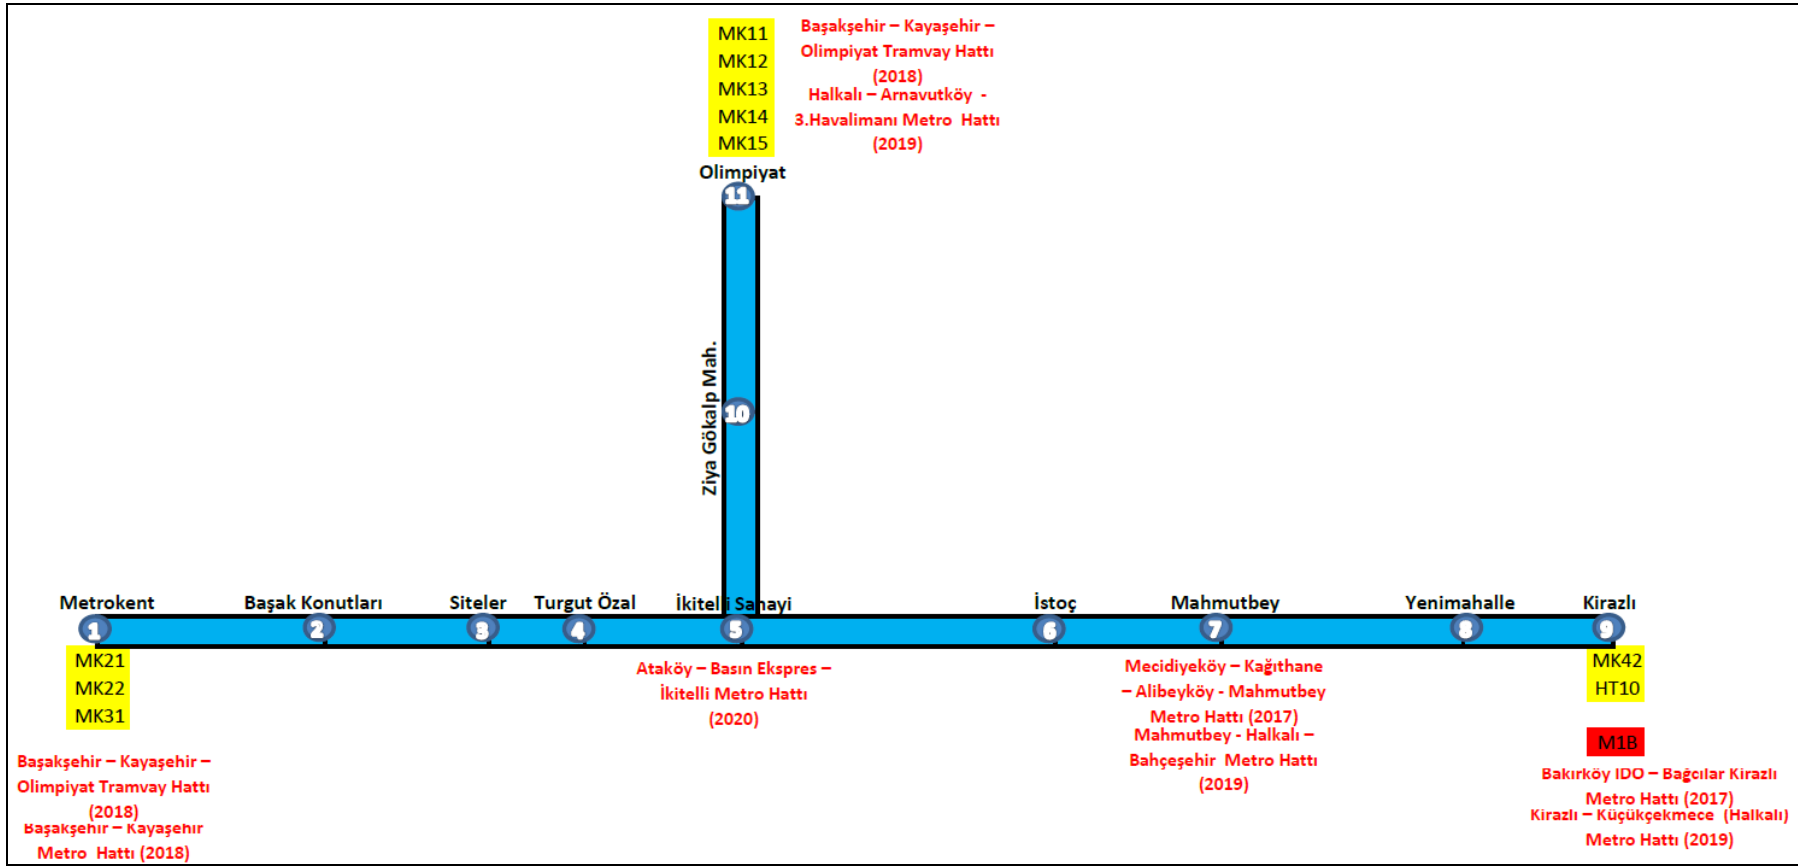 MK11
MK12
MK13
MK14
MK15
Başakşehir – Kayaşehir –
Olimpiyat Tramvay Hattı
(2018)
Halkalı – Arnavutköy -
3.Havalimanı Metro Hattı
(2019)
Olimpiyat
11
Ziya Gökalp Mah.
10
Metrokent
Başak Konutları
Siteler
Turgut Özal
İkitelli Sanayi
İstoç
Mahmutbey
Yenimahalle
Kirazlı
1
2
3
4
5
6
7
8
9
MK21
MK22
MK31
Başakşehir – Kayaşehir –
Olimpiyat Tramvay Hattı
(2018)
Başakşehir – Kayaşehir
Metro Hattı (2018)
Ataköy – Basın Ekspres –
İkitelli Metro Hattı
(2020)
Mecidiyeköy – Kağıthane
– Alibeyköy - Mahmutbey
Metro Hattı (2017)
Mahmutbey - Halkalı –
Bahçeşehir Metro Hattı
(2019)
MK42
HT10
M1B
Bakırköy IDO – Bağcılar Kirazlı
Metro Hattı (2017)
Kirazlı – Küçükçekmece (Halkalı)
Metro Hattı (2019)